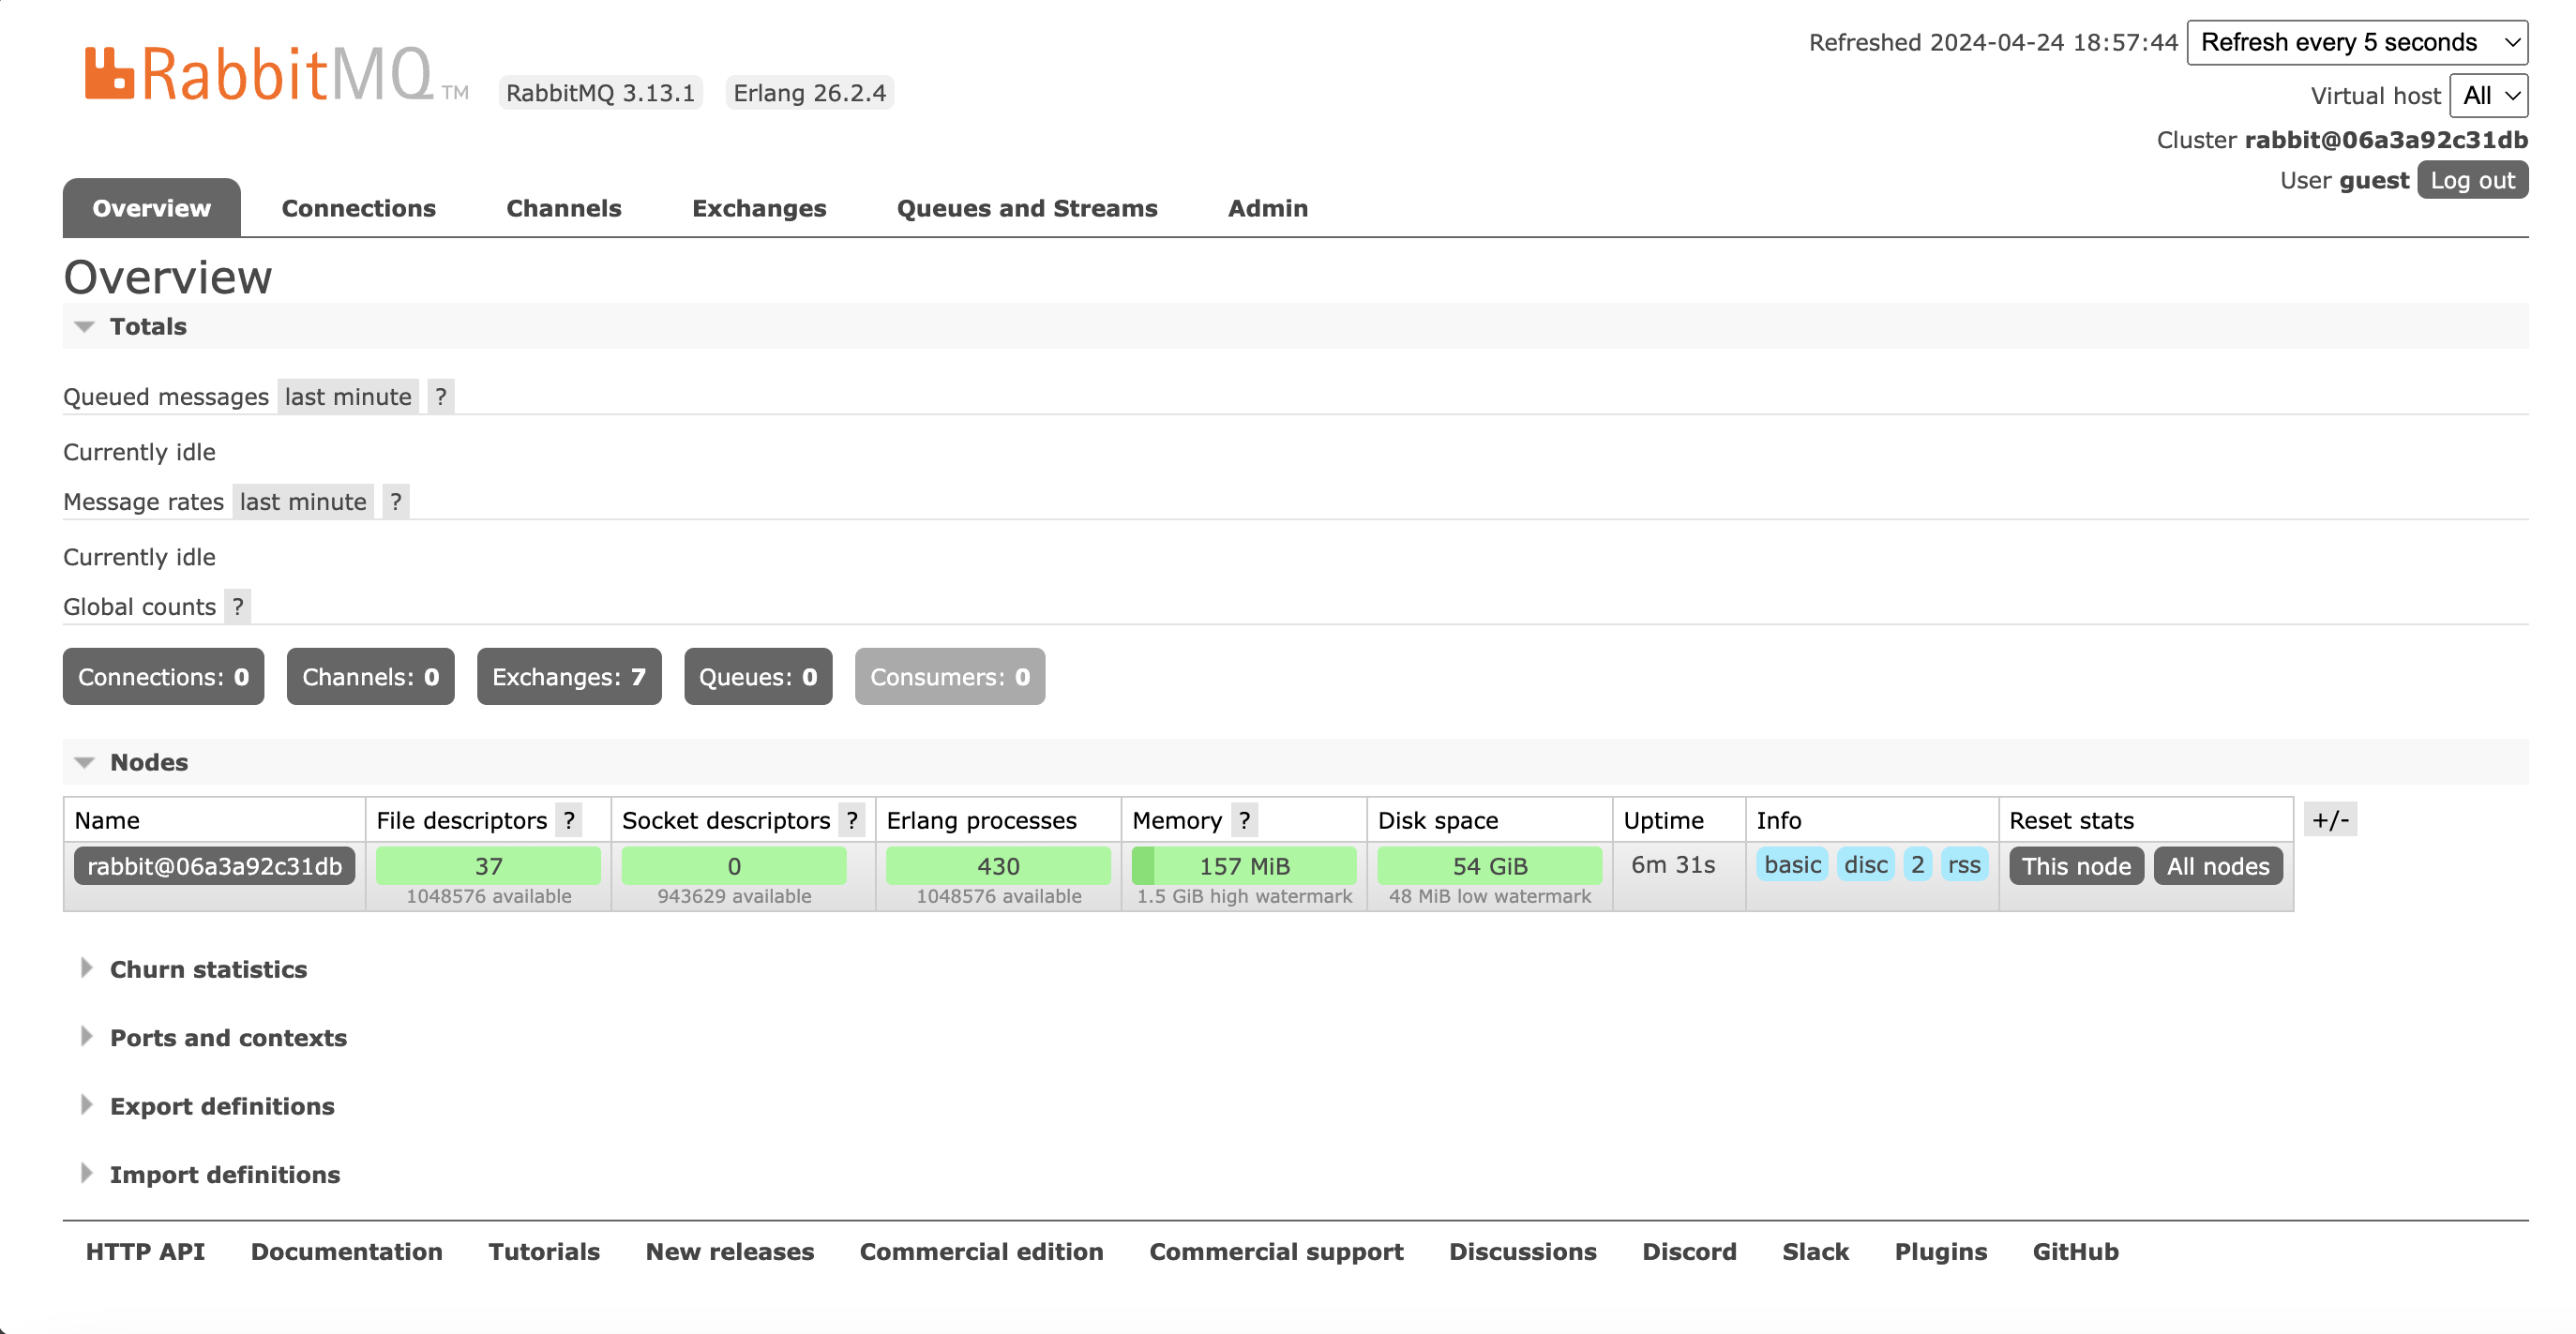 RabbitMQ TM RabbitMQ 3.13.1 Erlang 26.2.4
Refreshed 2024-04-24 18:57:44 Refresh every 5 seconds
Virtual host All
Cluster rabbit@06a3a92c31db
User guest Log out
Overview Connections Channels Exchanges Queues and Streams Admin
Overview
Totals
Queued messages last minute ?
Currently idle
Message rates last minute ?
Currently idle
Global counts ?
Connections: 0 Channels: 0 Exchanges: 7 Queues: 0 Consumers: 0
Nodes
Name File descriptors ? Socket descriptors ? Erlang processes Memory ? Disk space Uptime Info Reset stats +/-
rabbit@06a3a92c31db 37 0 430 157 MiB 54 GiB 6m 31s basic disc 2 rss This node All nodes
1048576 available 943629 available 1048576 available 1.5 GiB high watermark 48 MiB low watermark
Churn statistics
Ports and contexts
Export definitions
Import definitions
HTTP API Documentation Tutorials New releases Commercial edition Commercial support Discussions Discord Slack Plugins GitHub